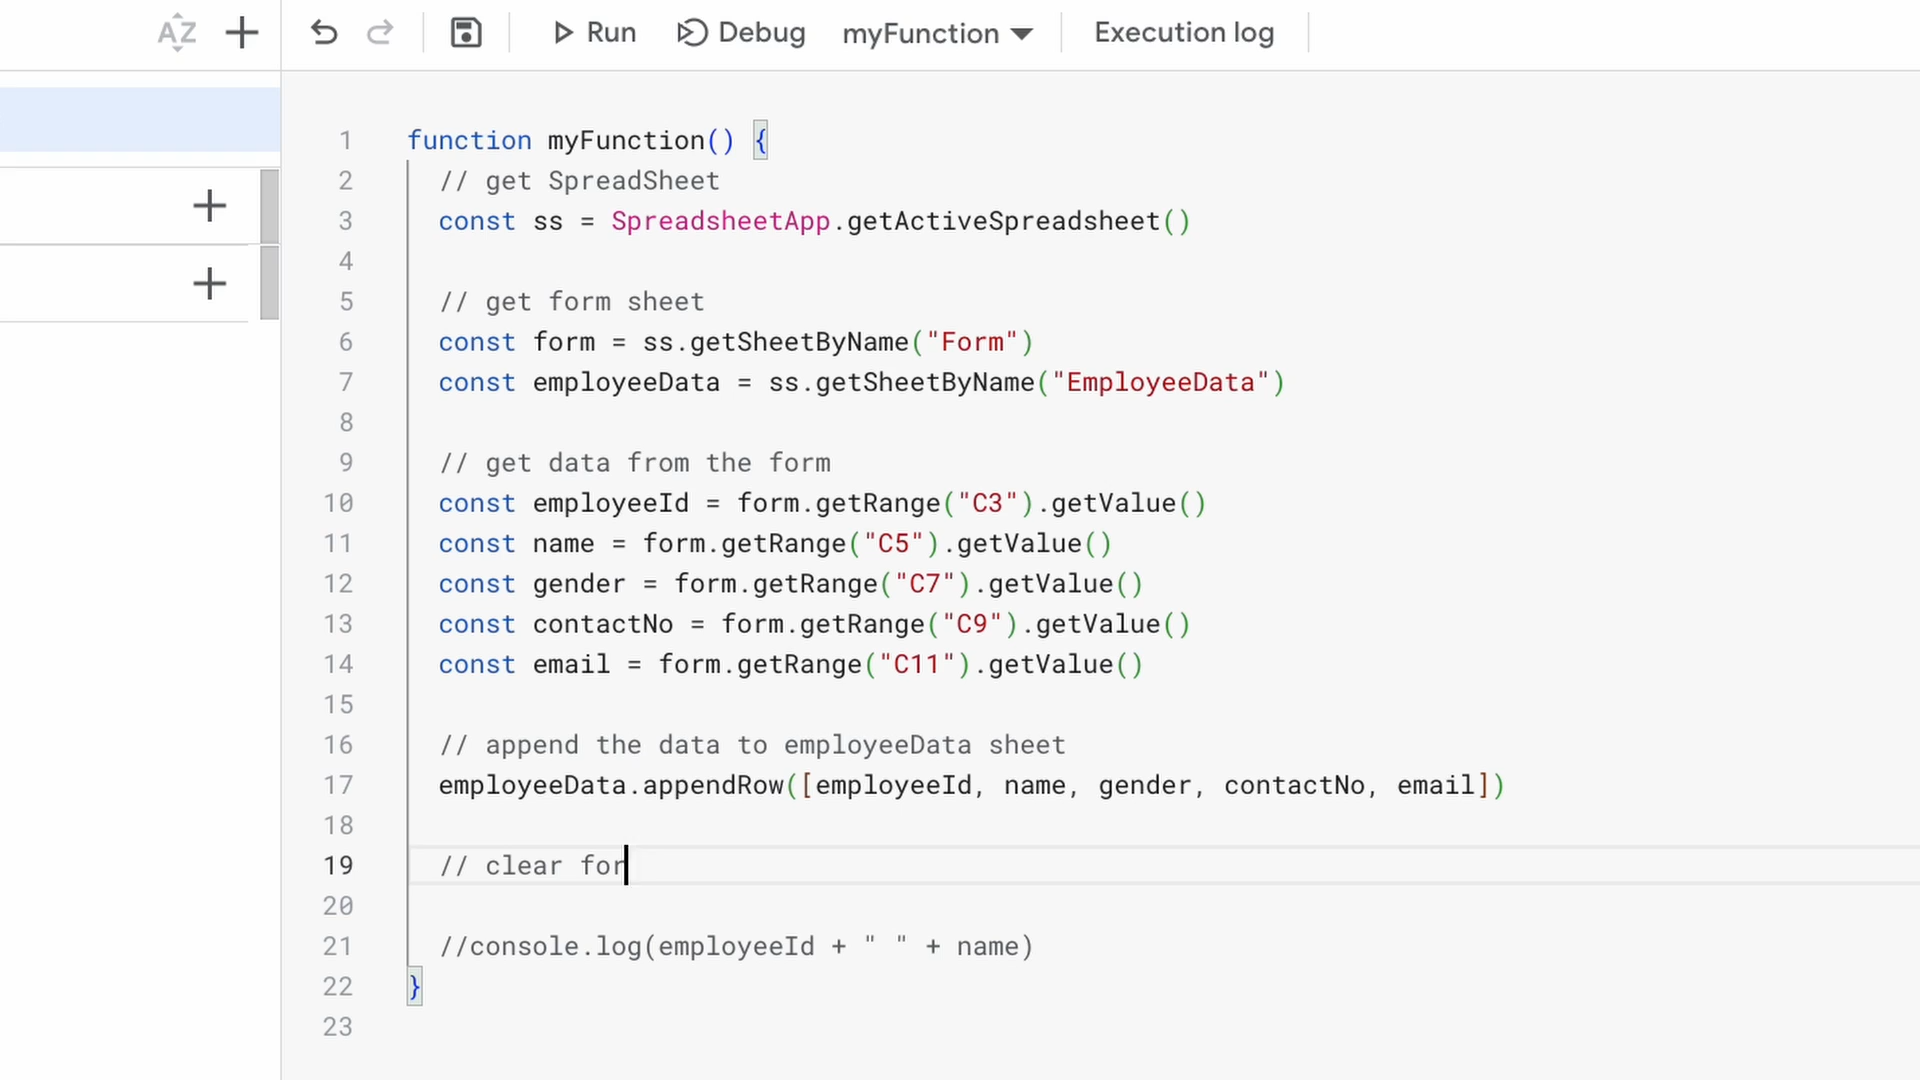 AZ
Run Debug myFunction Execution log
1 function myFunction() {
2 // get SpreadSheet
3 const ss = SpreadsheetApp.getActiveSpreadsheet()
4
5 // get form sheet
6 const form = ss.getSheetByName("Form")
7 const employeeData = ss.getSheetByName("EmployeeData")
8
9 // get data from the form
10 const employeeId = form.getRange("C3").getValue()
11 const name = form.getRange("C5").getValue()
12 const gender = form.getRange("C7").getValue()
13 const contactNo = form.getRange("C9").getValue()
14 const email = form.getRange("C11").getValue()
15
16 // append the data to employeeData sheet
17 employeeData.appendRow([employeeId, name, gender, contactNo, email])
18
19 // clear for
20
21 //console.log(employeeId + " " + name)
22 }
23